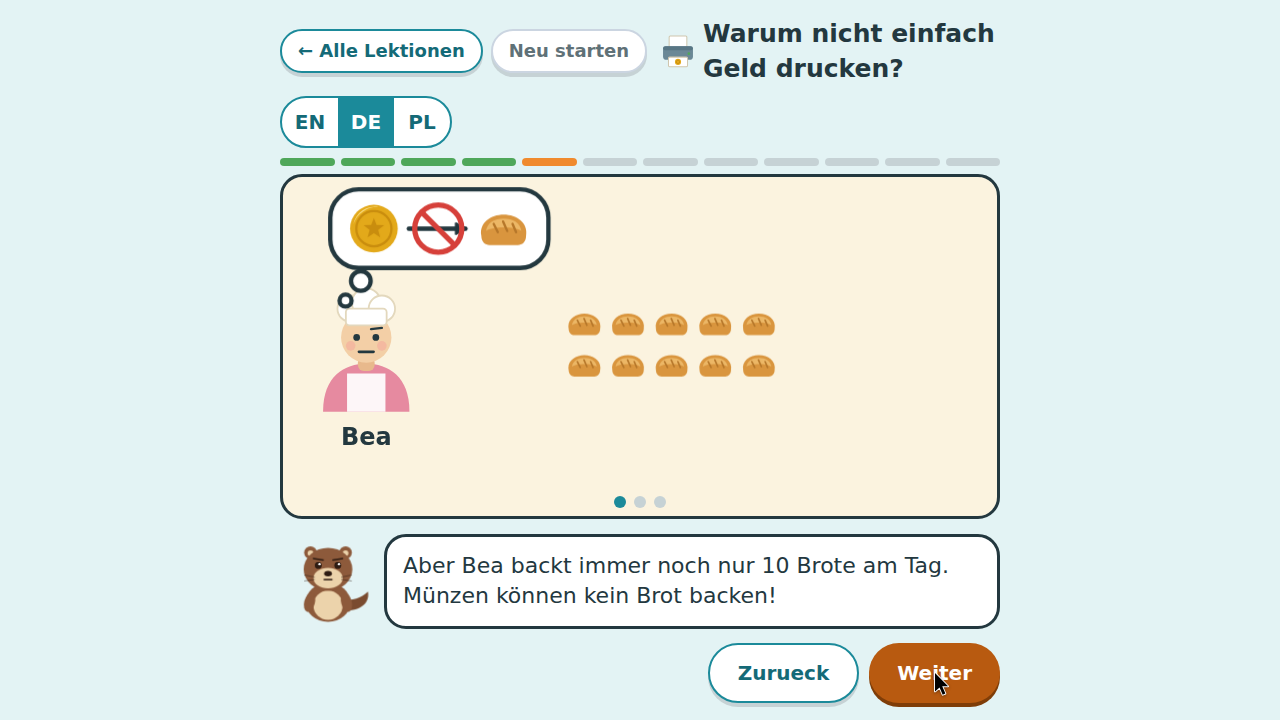 ← Alle Lektionen
Neu starten
Warum nicht einfach
Geld drucken?
EN DE PL
Bea
Aber Bea backt immer noch nur 10 Brote am Tag.
Münzen können kein Brot backen!
Zurueck
Weiter